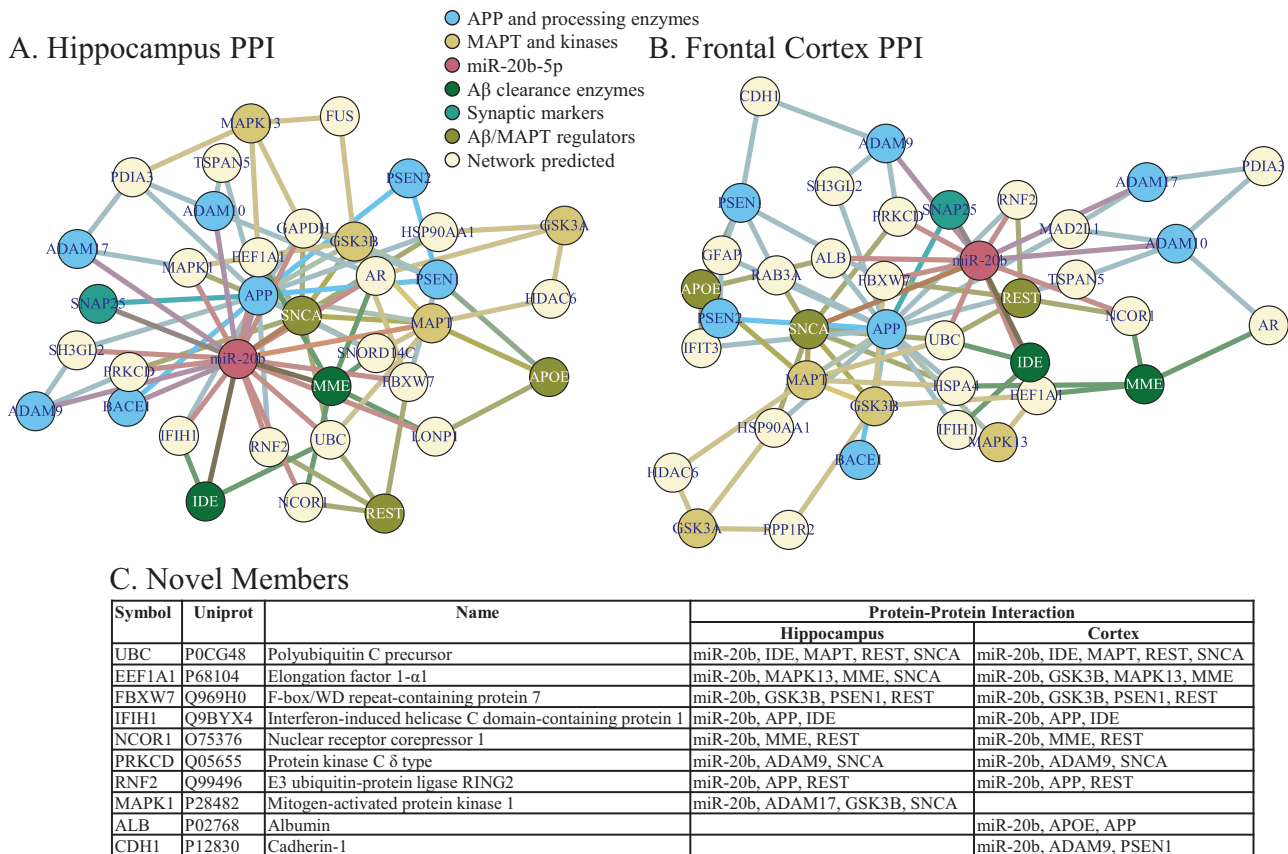 A. Hippocampus PPI
APP and processing enzymes
MAPT and kinases
miR-20b-5p
Aβ clearance enzymes
Synaptic markers
Aβ/MAPT regulators
Network predicted
B. Frontal Cortex PPI
MAPK13
FUS
TSPAN5
PDIA3
PSEN2
ADAM10
GAPDH
GSK3B
HSP90AA1
GSK3A
ADAM17
MAPK1
EEF1A1
AR
PSEN1
APP
SNAP25
SNCA
HDAC6
MAPT
SH3GL2
miR-20b
SNORD14C
PRKCD
MME
FBXW7
APOE
ADAM9
BACE1
IFIH1
RNF2
UBC
LONP1
IDE
NCOR1
REST
CDH1
ADAM9
SH3GL2
PDIA3
ADAM17
PSEN1
PRKCD
SNAP25
RNF2
MAD2L1
ADAM10
GFAP
RAB3A
ALB
FBXW7
miR-20b
TSPAN5
APOE
REST
PSEN2
SNCA
APP
NCOR1
AR
IFIT3
UBC
IDE
MAPT
HSPA4
MME
GSK3B
EEF1A1
HSP90AA1
IFIH1
MAPK13
BACE1
HDAC6
GSK3A
PPP1R2
C. Novel Members
Symbol Uniprot Name Protein-Protein Interaction
Hippocampus Cortex
UBC P0CG48 Polyubiquitin C precursor miR-20b, IDE, MAPT, REST, SNCA miR-20b, IDE, MAPT, REST, SNCA
EEF1A1 P68104 Elongation factor 1-α1 miR-20b, MAPK13, MME, SNCA miR-20b, GSK3B, MAPK13, MME
FBXW7 Q969H0 F-box/WD repeat-containing protein 7 miR-20b, GSK3B, PSEN1, REST miR-20b, GSK3B, PSEN1, REST
IFIH1 Q9BYX4 Interferon-induced helicase C domain-containing protein 1 miR-20b, APP, IDE miR-20b, APP, IDE
NCOR1 O75376 Nuclear receptor corepressor 1 miR-20b, MME, REST miR-20b, MME, REST
PRKCD Q05655 Protein kinase C δ type miR-20b, ADAM9, SNCA miR-20b, ADAM9, SNCA
RNF2 Q99496 E3 ubiquitin-protein ligase RING2 miR-20b, APP, REST miR-20b, APP, REST
MAPK1 P28482 Mitogen-activated protein kinase 1 miR-20b, ADAM17, GSK3B, SNCA
ALB P02768 Albumin miR-20b, APOE, APP
CDH1 P12830 Cadherin-1 miR-20b, ADAM9, PSEN1